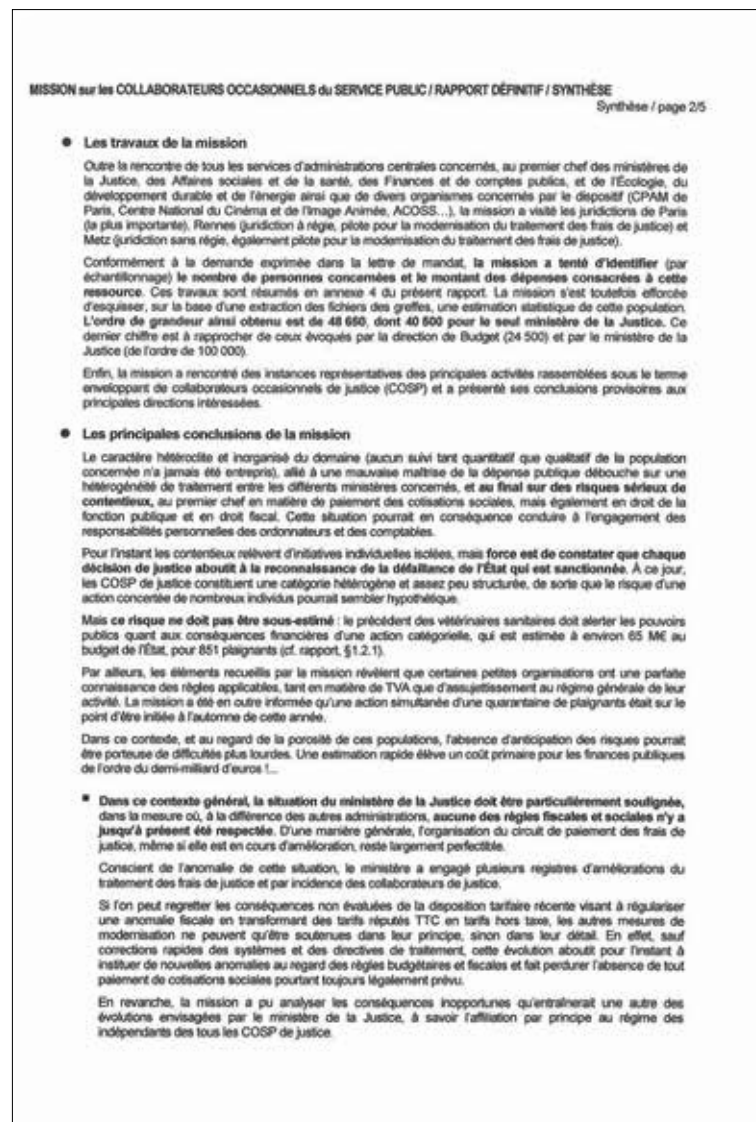 MISSION sur les COLLABORATEURS OCCASIONNELS du SERVICE PUBLIC / RAPPORT DÉFINITIF / SYNTHÈSE
Synthèse / page 2/5
● Les travaux de la mission
Outre la rencontre de tous les services d'administrations centrales concernés, au premier chef des ministères de
la Justice, des Affaires sociales et de la santé, des Finances et de comptes publics, et de l'Écologie, du
développement durable et de l'énergie ainsi que de divers organismes concernés par le dispositif (CPAM de
Paris, Centre National du Cinéma et de l'Image Animée, ACOSS…), la mission a visité les juridictions de Paris
(la plus importante), Rennes (juridiction à régie, pilote pour la modernisation du traitement des frais de justice) et
Metz (juridiction sans régie, également pilote pour la modernisation du traitement des frais de justice).
Conformément à la demande exprimée dans la lettre de mandat, la mission a tenté d'identifier (par
échantillonnage) le nombre de personnes concernées et le montant des dépenses consacrées à cette
ressource. Ces travaux sont résumés en annexe 4 du présent rapport. La mission s'est toutefois efforcée
d'esquisser, sur la base d'une extraction des fichiers des greffes, une estimation statistique de cette population.
L'ordre de grandeur ainsi obtenu est de 48 650, dont 40 500 pour le seul ministère de la Justice. Ce
dernier chiffre est à rapprocher de ceux évoqués par la direction de Budget (24 500) et par le ministère de la
Justice (de l'ordre de 100 000).
Enfin, la mission a rencontré des instances représentatives des principales activités rassemblées sous le terme
enveloppant de collaborateurs occasionnels de justice (COSP) et a présenté ses conclusions provisoires aux
principales directions intéressées.
● Les principales conclusions de la mission
Le caractère hétéroclite et inorganisé du domaine (aucun suivi tant quantitatif que qualitatif de la population
concernée n'a jamais été entrepris), allié à une mauvaise maîtrise de la dépense publique débouche sur une
hétérogénéité de traitement entre les différents ministères concernés, et au final sur des risques sérieux de
contentieux, au premier chef en matière de paiement des cotisations sociales, mais également en droit de la
fonction publique et en droit fiscal. Cette situation pourrait en conséquence conduire à l'engagement des
responsabilités personnelles des ordonnateurs et des comptables.
Pour l'instant les contentieux relèvent d'initiatives individuelles isolées, mais force est de constater que chaque
décision de justice aboutit à la reconnaissance de la défaillance de l'État qui est sanctionnée. À ce jour,
les COSP de justice constituent une catégorie hétérogène et assez peu structurée, de sorte que le risque d'une
action concertée de nombreux individus pourrait sembler hypothétique.
Mais ce risque ne doit pas être sous-estimé : le précédent des vétérinaires sanitaires doit alerter les pouvoirs
publics quant aux conséquences financières d'une action catégorielle, qui est estimée à environ 65 M€ au
budget de l'État, pour 851 plaignants (cf. rapport, §1.2.1).
Par ailleurs, les éléments recueillis par la mission révèlent que certaines petites organisations ont une parfaite
connaissance des règles applicables, tant en matière de TVA que d'assujettissement au régime générale de leur
activité. La mission a été en outre informée qu'une action simultanée d'une quarantaine de plaignants était sur le
point d'être initiée à l'automne de cette année.
Dans ce contexte, et au regard de la porosité de ces populations, l'absence d'anticipation des risques pourrait
être porteuse de difficultés plus lourdes. Une estimation rapide élève un coût primaire pour les finances publiques
de l'ordre du demi-milliard d'euros !...
■ Dans ce contexte général, la situation du ministère de la Justice doit être particulièrement soulignée,
dans la mesure où, à la différence des autres administrations, aucune des règles fiscales et sociales n'y a
jusqu'à présent été respectée. D'une manière générale, l'organisation du circuit de paiement des frais de
justice, même si elle est en cours d'amélioration, reste largement perfectible.
Conscient de l'anomalie de cette situation, le ministère a engagé plusieurs registres d'améliorations du
traitement des frais de justice et par incidence des collaborateurs de justice.
Si l'on peut regretter les conséquences non évaluées de la disposition tarifaire récente visant à régulariser
une anomalie fiscale en transformant des tarifs réputés TTC en tarifs hors taxe, les autres mesures de
modernisation ne peuvent qu'être soutenues dans leur principe, sinon dans leur détail. En effet, sauf
corrections rapides des systèmes et des directives de traitement, cette évolution aboutit pour l'instant à
instituer de nouvelles anomalies au regard des règles budgétaires et fiscales et fait perdurer l'absence de tout
paiement de cotisations sociales pourtant toujours légalement prévu.
En revanche, la mission a pu analyser les conséquences inopportunes qu'entraînerait une autre des
évolutions envisagées par le ministère de la Justice, à savoir l'affiliation par principe au régime des
indépendants des tous les COSP de justice.